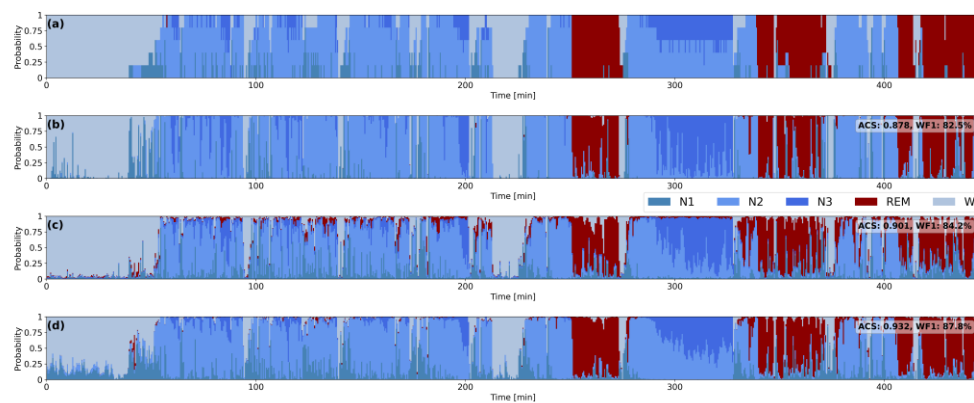 (a)
Probability
1
0.75
0.5
0.25
0
0 100 200 300 400
Time [min]
(b)
ACS: 0.878, WF1: 82.5%
Probability
1
0.75
0.5
0.25
0
0 100 200 300 400
Time [min]
N1 N2 N3 REM W
(c)
ACS: 0.901, WF1: 84.2%
Probability
1
0.75
0.5
0.25
0
0 100 200 300 400
Time [min]
(d)
ACS: 0.932, WF1: 87.8%
Probability
1
0.75
0.5
0.25
0
0 100 200 300 400
Time [min]